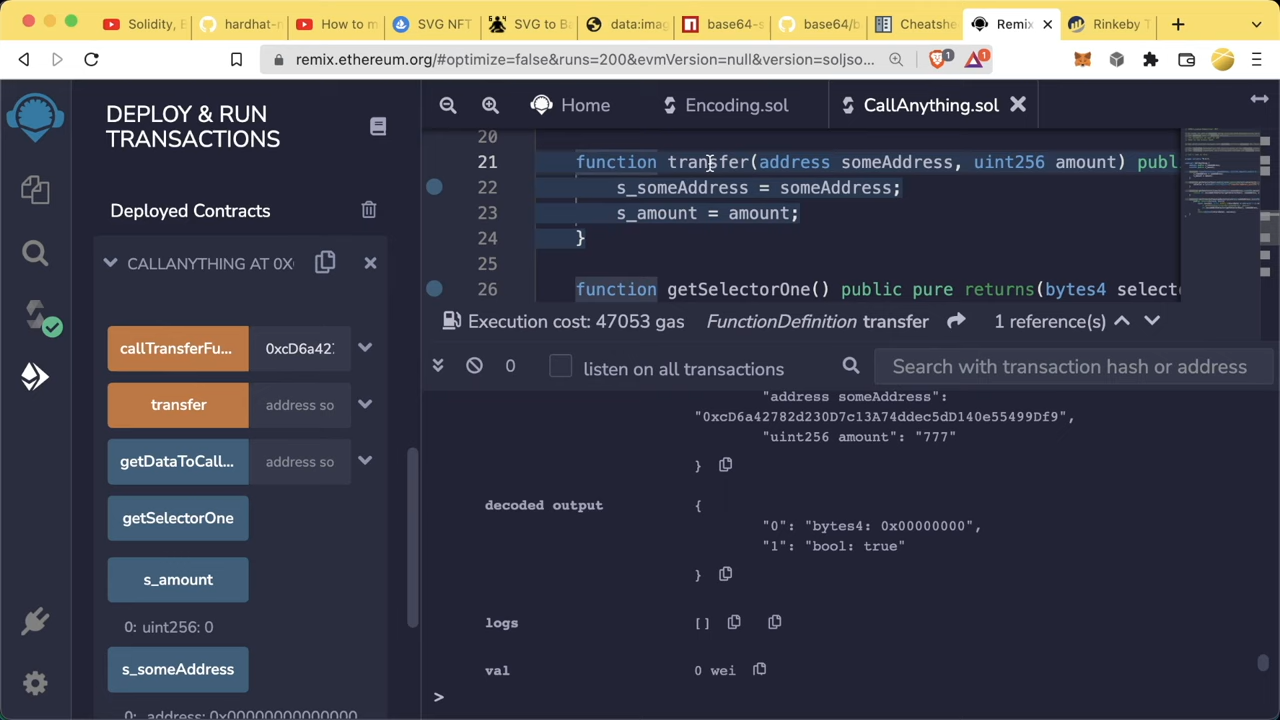 Solidity, E
hardhat-r
How to m
SVG NFT
SVG to Ba
data:imag
base64-s
base64/b
Cheatshe
Remix
Rinkeby T
remix.ethereum.org/#optimize=false&runs=200&evmVersion=null&version=soljso...
1
1
DEPLOY & RUN
TRANSACTIONS
Deployed Contracts
CALLANYTHING AT 0X
callTransferFu...
0xcD6a42
transfer
address so
getDataToCall...
address so
getSelectorOne
s_amount
0: uint256: 0
s_someAddress
0: address: 0x00000000000000
Home
Encoding.sol
CallAnything.sol
20
21 function transfer(address someAddress, uint256 amount) publ
22 s_someAddress = someAddress;
23 s_amount = amount;
24 }
25
26 function getSelectorOne() public pure returns(bytes4 select
Execution cost: 47053 gas
FunctionDefinition transfer
1 reference(s)
0
listen on all transactions
Search with transaction hash or address
"address someAddress":
"0xcD6a42782d230D7c13A74ddec5dD140e55499Df9",
"uint256 amount": "777"
}
decoded output
{
"0": "bytes4: 0x00000000",
"1": "bool: true"
}
logs
[]
val
0 wei
>